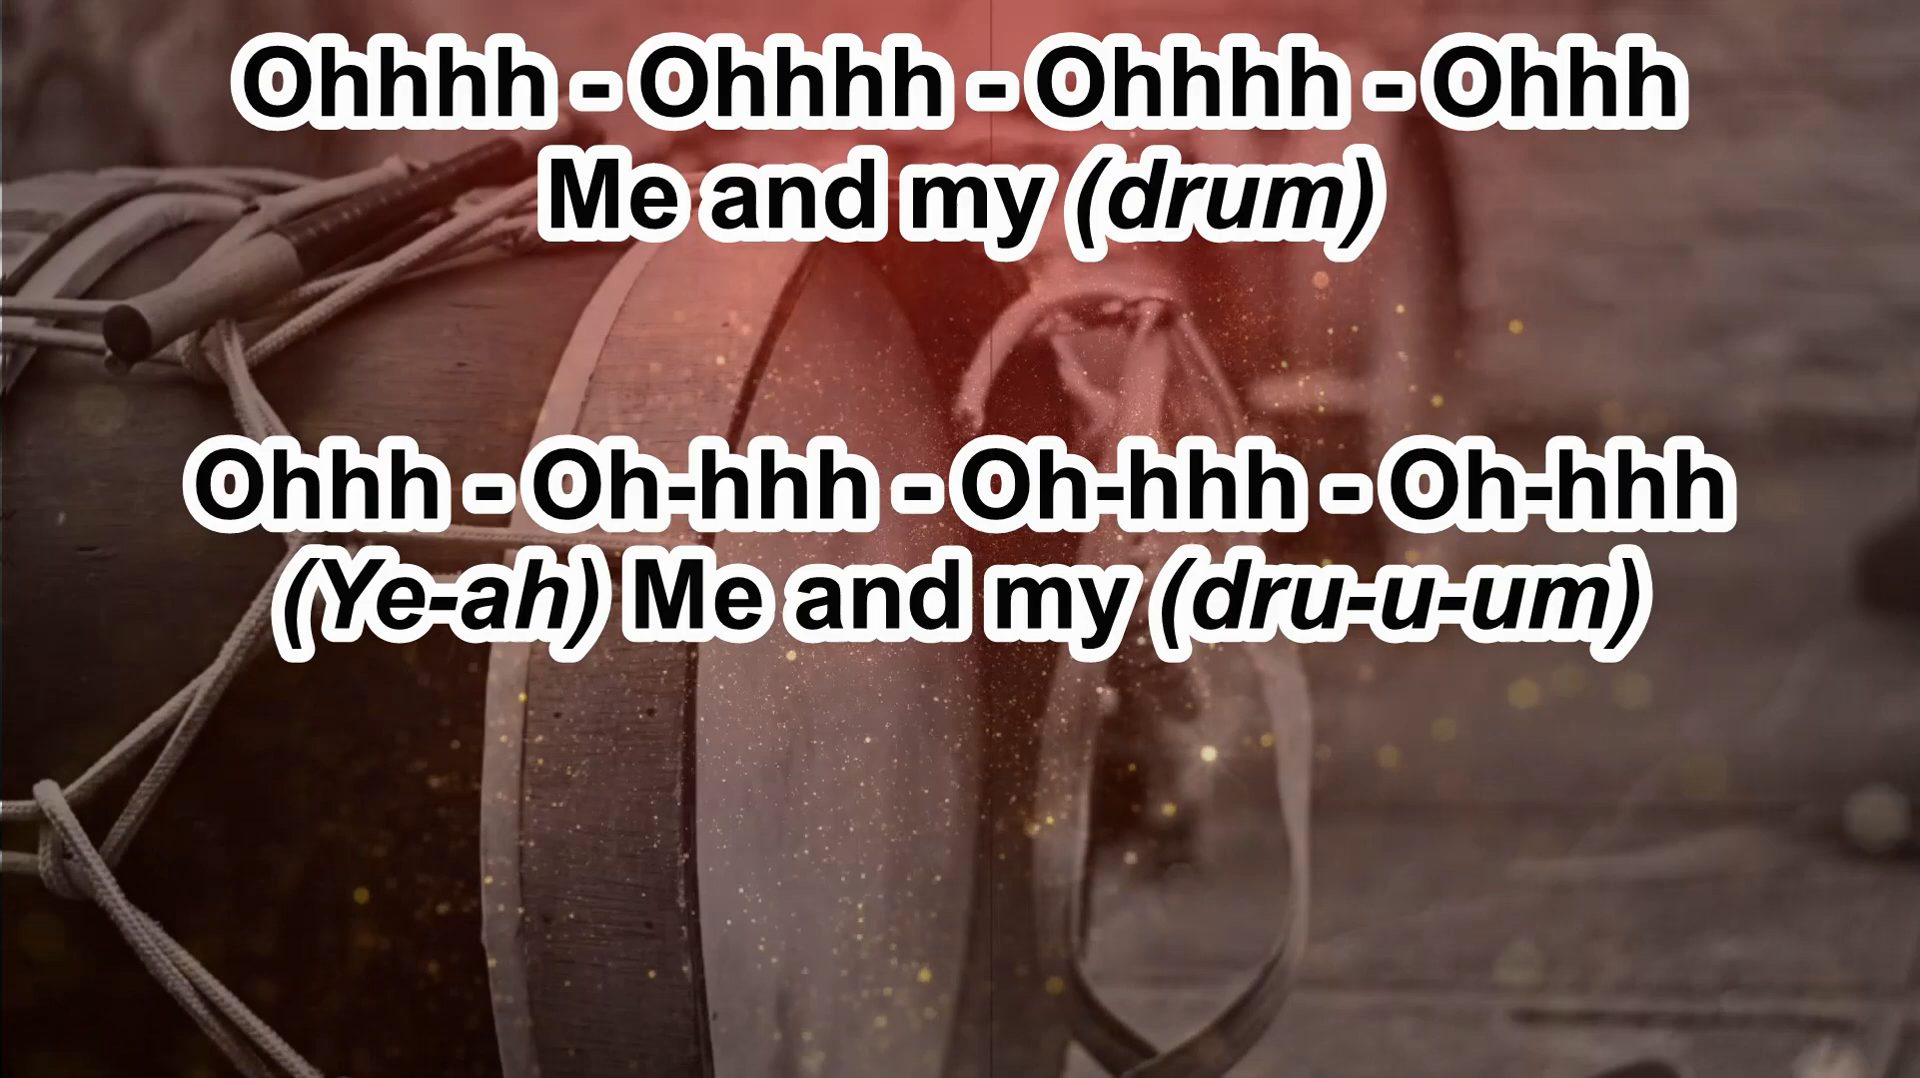 Ohhhh - Ohhhh - Ohhhh - Ohhh
Me and my (drum)
Ohhh - Oh-hhh - Oh-hhh - Oh-hhh
(Ye-ah) Me and my (dru-u-um)